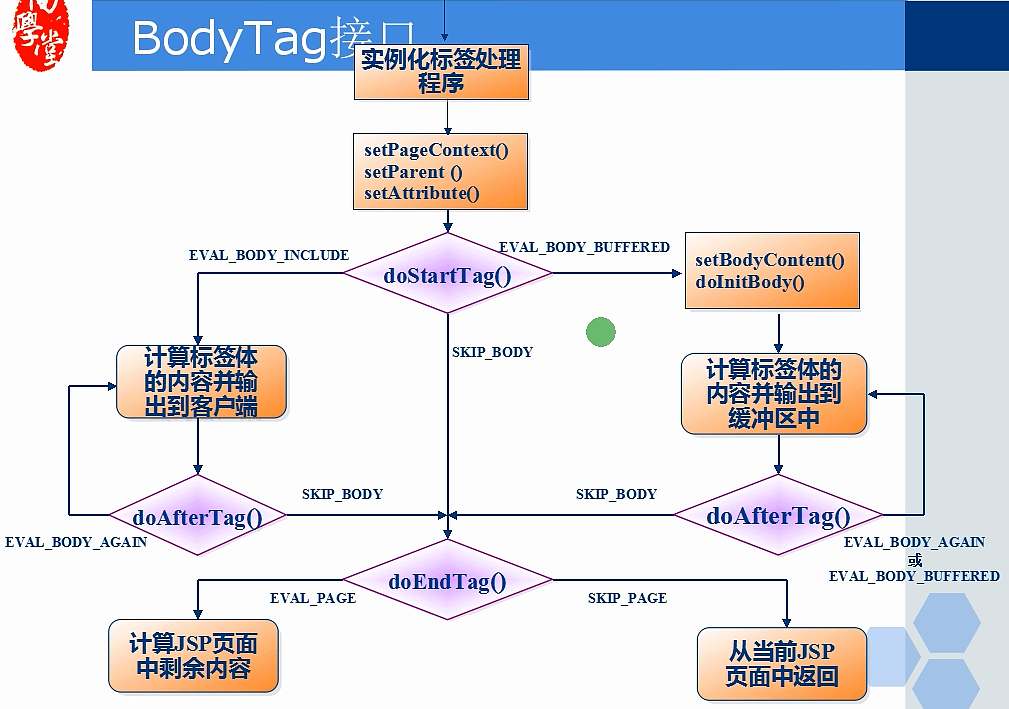 BodyTag接口
尚
學
堂
实例化标签处理
程序
setPageContext()
setParent ()
setAttribute()
EVAL_BODY_INCLUDE
EVAL_BODY_BUFFERED
doStartTag()
setBodyContent()
doInitBody()
SKIP_BODY
计算标签体
的内容并输
出到客户端
计算标签体的
内容并输出到
缓冲区中
SKIP_BODY
SKIP_BODY
doAfterTag()
doAfterTag()
EVAL_BODY_AGAIN
EVAL_BODY_AGAIN
或
EVAL_BODY_BUFFERED
doEndTag()
EVAL_PAGE
SKIP_PAGE
计算JSP页面
中剩余内容
从当前JSP
页面中返回